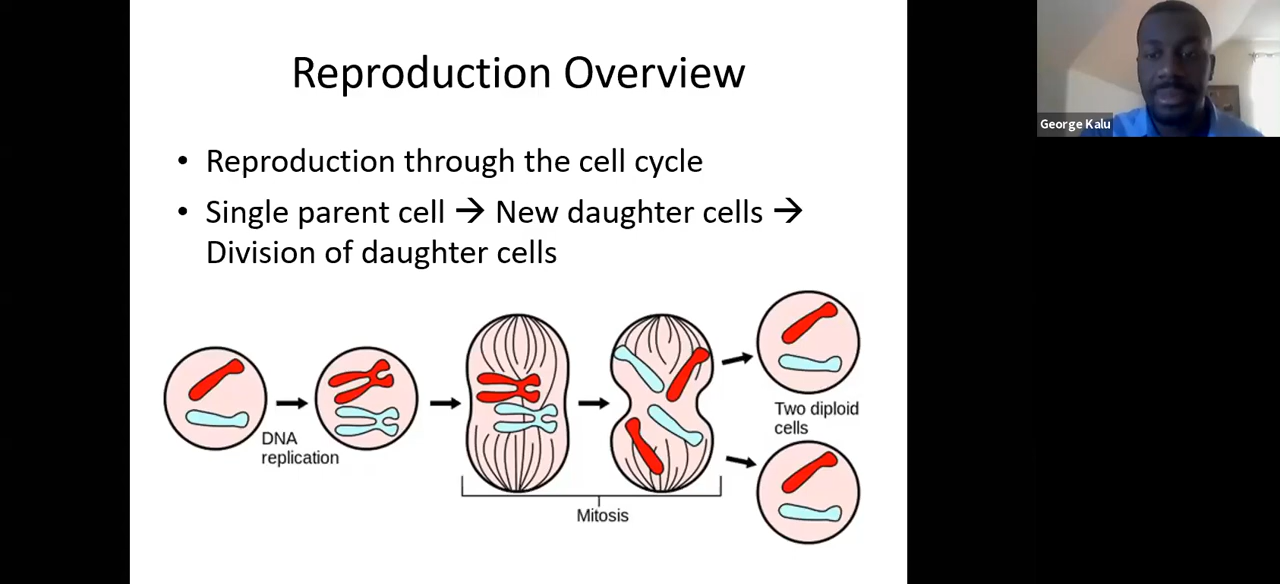 Reproduction Overview
• Reproduction through the cell cycle
• Single parent cell → New daughter cells →
Division of daughter cells
DNA
replication
Mitosis
Two diploid
cells
George Kalu